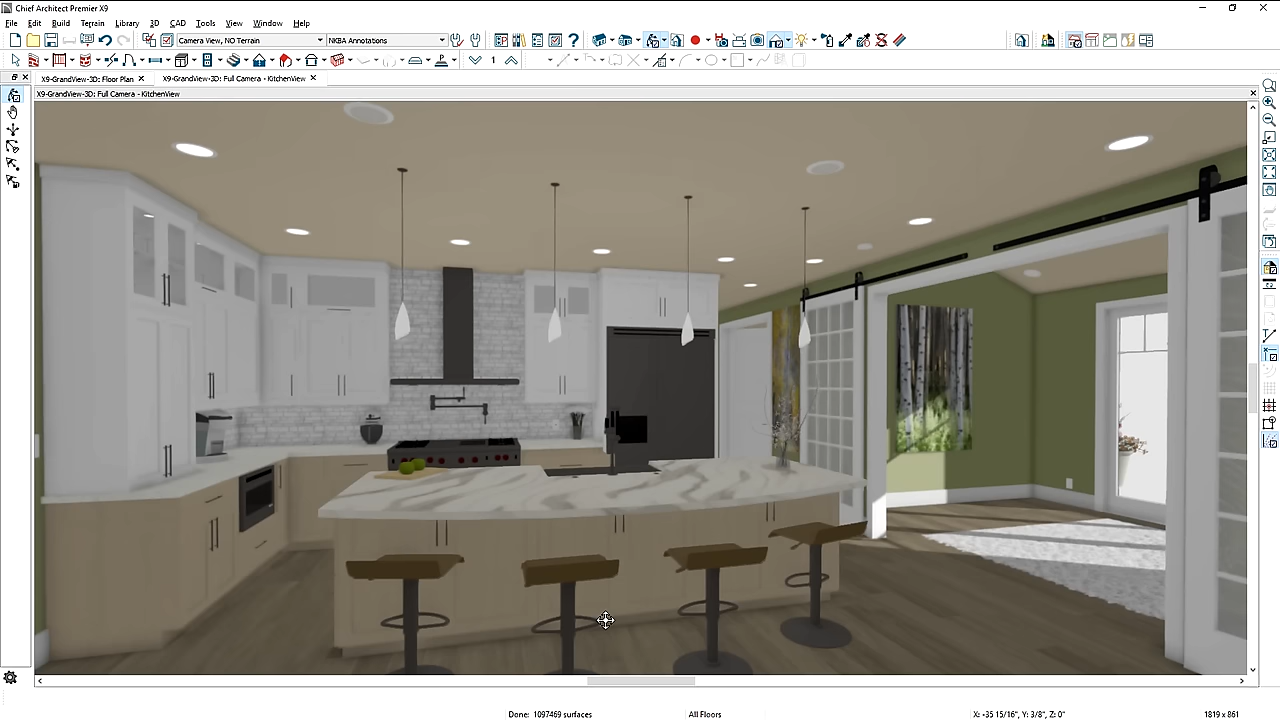 Chief Architect Premier X9
File Edit Build Terrain Library 3D CAD Tools View Window Help
Camera View, NO Terrain NKBA Annotations
1
X9-GrandView-3D: Floor Plan X9-GrandView-3D: Full Camera - KitchenView
X9-GrandView-3D: Full Camera - KitchenView
Done: 1097469 surfaces All Floors X: -35 15/16", Y: 3/8", Z: 0" 1819 x 861